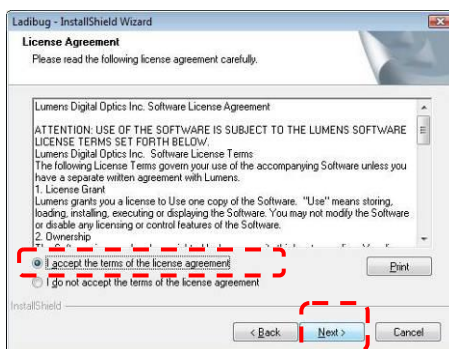 Ladibug - InstallShield Wizard
License Agreement
Please read the following license agreement carefully.
Lumens Digital Optics Inc. Software License Agreement
ATTENTION: USE OF THE SOFTWARE IS SUBJECT TO THE LUMENS SOFTWARE
LICENSE TERMS SET FORTH BELOW.
Lumens Digital Optics Inc.  Software License Terms
The following License Terms govern your use of the accompanying Software unless you
have a separate written agreement with Lumens.
1. License Grant
Lumens grants you a license to Use one copy of the Software.  "Use" means storing,
loading, installing, executing or displaying the Software. You may not modify the Software
or disable any licensing or control features of the Software.
2. Ownership
I accept the terms of the license agreement
Print
I do not accept the terms of the license agreement
InstallShield
< Back
Next >
Cancel